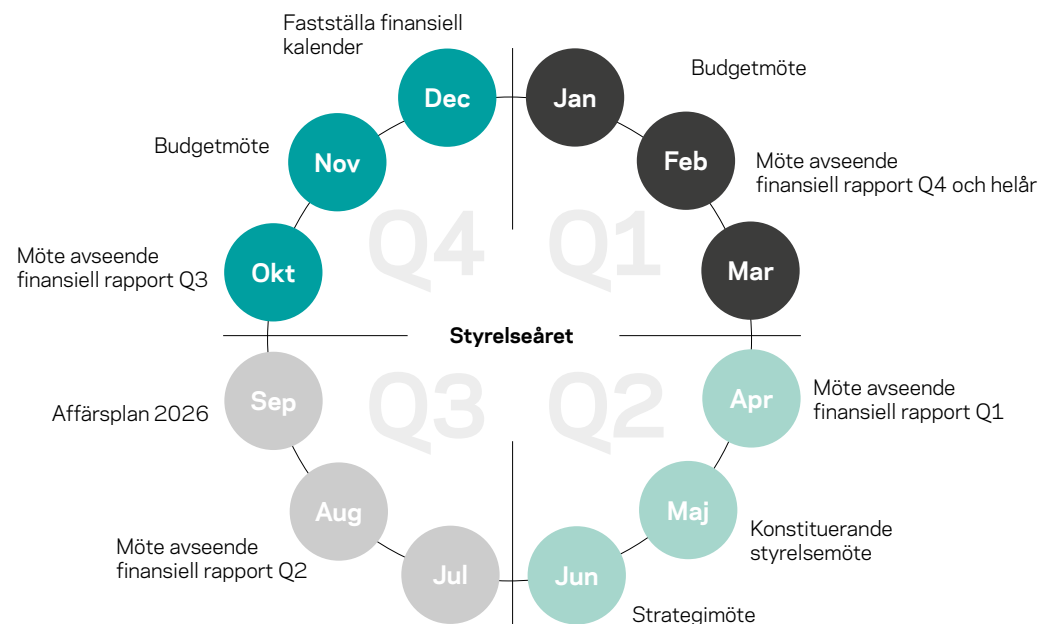 Fastställa finansiell
kalender
Dec
Jan
Budgetmöte
Budgetmöte
Nov
Feb
Möte avseende
finansiell rapport Q4 och helår
Q4
Q1
Möte avseende
finansiell rapport Q3
Okt
Mar
Styrelseåret
Affärsplan 2026
Sep
Q3
Q2
Apr
Möte avseende
finansiell rapport Q1
Aug
Maj
Konstituerande
styrelsemöte
Möte avseende
finansiell rapport Q2
Jul
Jun
Strategimöte